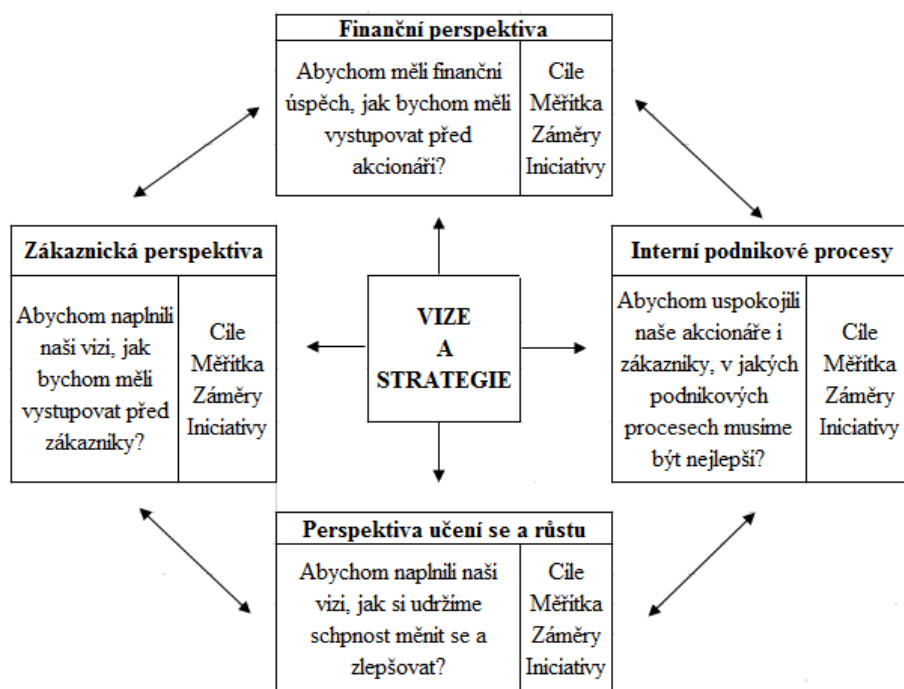 Finanční perspektiva
Abychom měli finanční
úspěch, jak bychom měli
vystupovat před
akcionáři?
Cíle
Měřítka
Záměry
Iniciativy
Zákaznická perspektiva
Abychom naplnili
naši vizi, jak
bychom měli
vystupovat před
zákazníky?
Cíle
Měřítka
Záměry
Iniciativy
VIZE
A
STRATEGIE
Interní podnikové procesy
Abychom uspokojili
naše akcionáře i
zákazníky, v jakých
podnikových
procesech musíme
být nejlepší?
Cíle
Měřítka
Záměry
Iniciativy
Perspektiva učení se a růstu
Abychom naplnili naši
vizi, jak si udržíme
schpnost měnit se a
zlepšovat?
Cíle
Měřítka
Záměry
Iniciativy